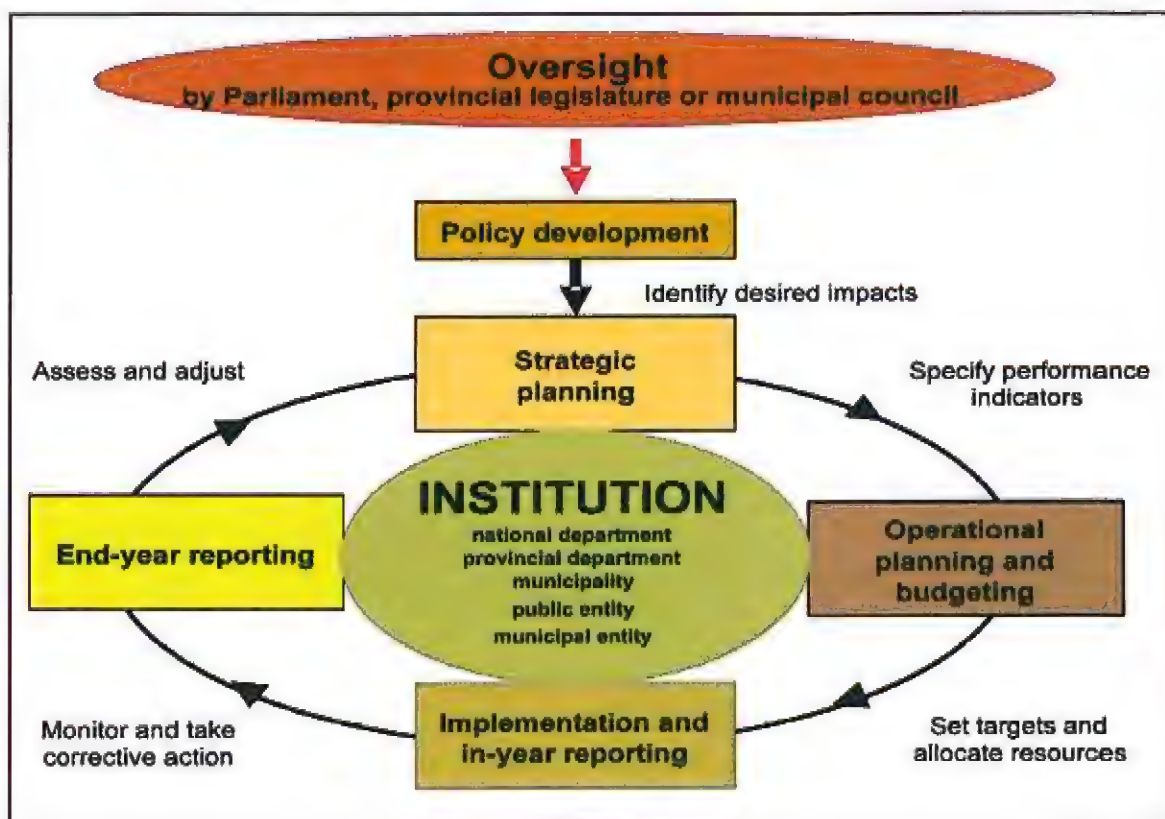 Oversight
by Parliament, provincial legislature or municipal council
Policy development
Identify desired impacts
Strategic
planning
Assess and adjust
Specify performance
indicators
INSTITUTION
national department
provincial department
municipality
public entity
municipal entity
End-year reporting
Operational
planning and
budgeting
Implementation and
in-year reporting
Monitor and take
corrective action
Set targets and
allocate resources